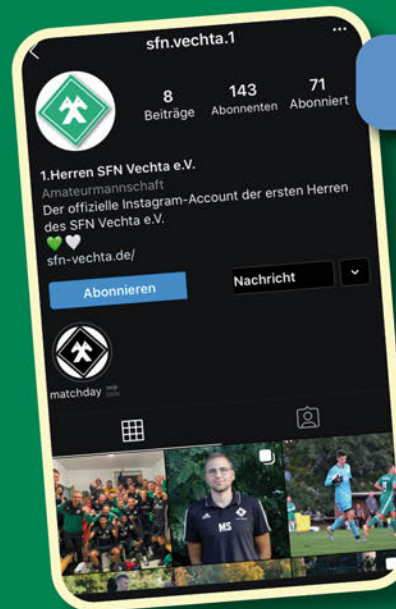 sfn.vechta.1
8 143 71
Beiträge Abonnenten Abonniert
1.Herren SFN Vechta e.V.
Amateurmannschaft
Der offizielle Instagram-Account der ersten Herren
des SFN Vechta e.V.
💚🤍
sfn-vechta.de/
Abonnieren Nachricht
matchday
MS